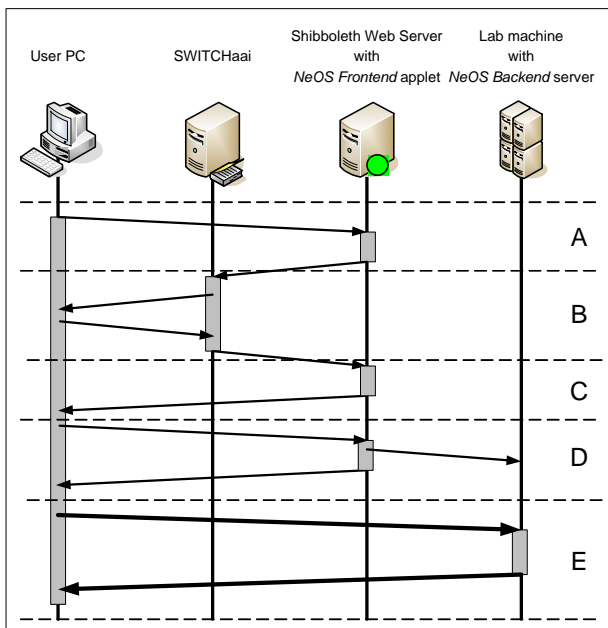 User PC
SWITCHaai
Shibboleth Web Server
with
NeOS Frontend applet
Lab machine
with
NeOS Backend server
A
B
C
D
E